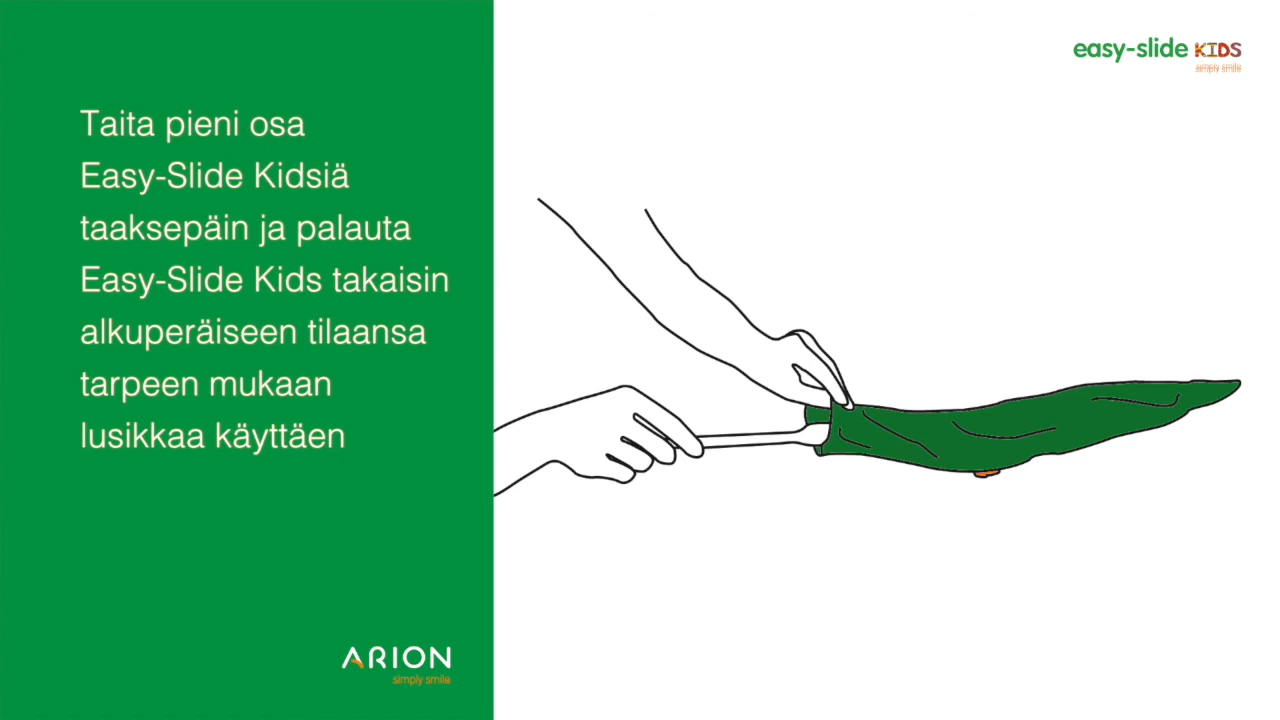 Taita pieni osa
Easy-Slide Kidsiä
taaksepäin ja palauta
Easy-Slide Kids takaisin
alkuperäiseen tilaansa
tarpeen mukaan
lusikkaa käyttäen
ARION
simply smile
easy-slide KIDS
simply smile